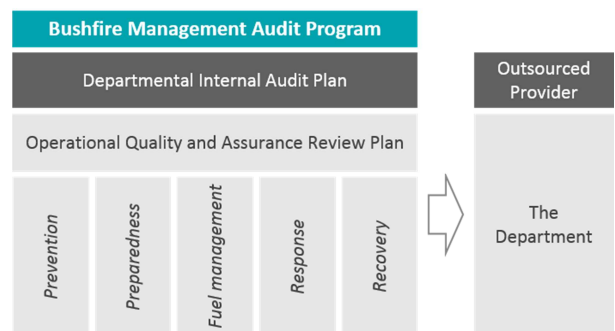 Bushfire Management Audit Program
Departmental Internal Audit Plan
Outsourced
Provider
Operational Quality and Assurance Review Plan
Prevention
Preparedness
Fuel management
Response
Recovery
The
Department